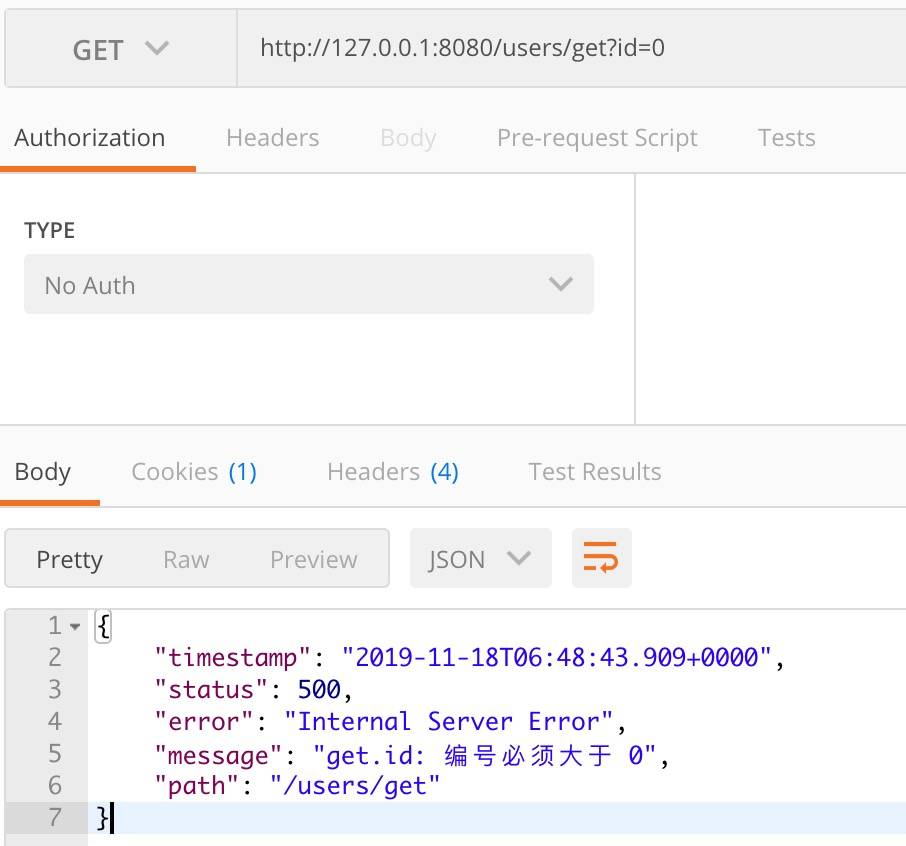 GET http://127.0.0.1:8080/users/get?id=0
Authorization Headers Body Pre-request Script Tests
TYPE
No Auth
Body Cookies (1) Headers (4) Test Results
Pretty Raw Preview JSON
1 {
2 "timestamp": "2019-11-18T06:48:43.909+0000",
3 "status": 500,
4 "error": "Internal Server Error",
5 "message": "get.id: 编号必须大于 0",
6 "path": "/users/get"
7 }